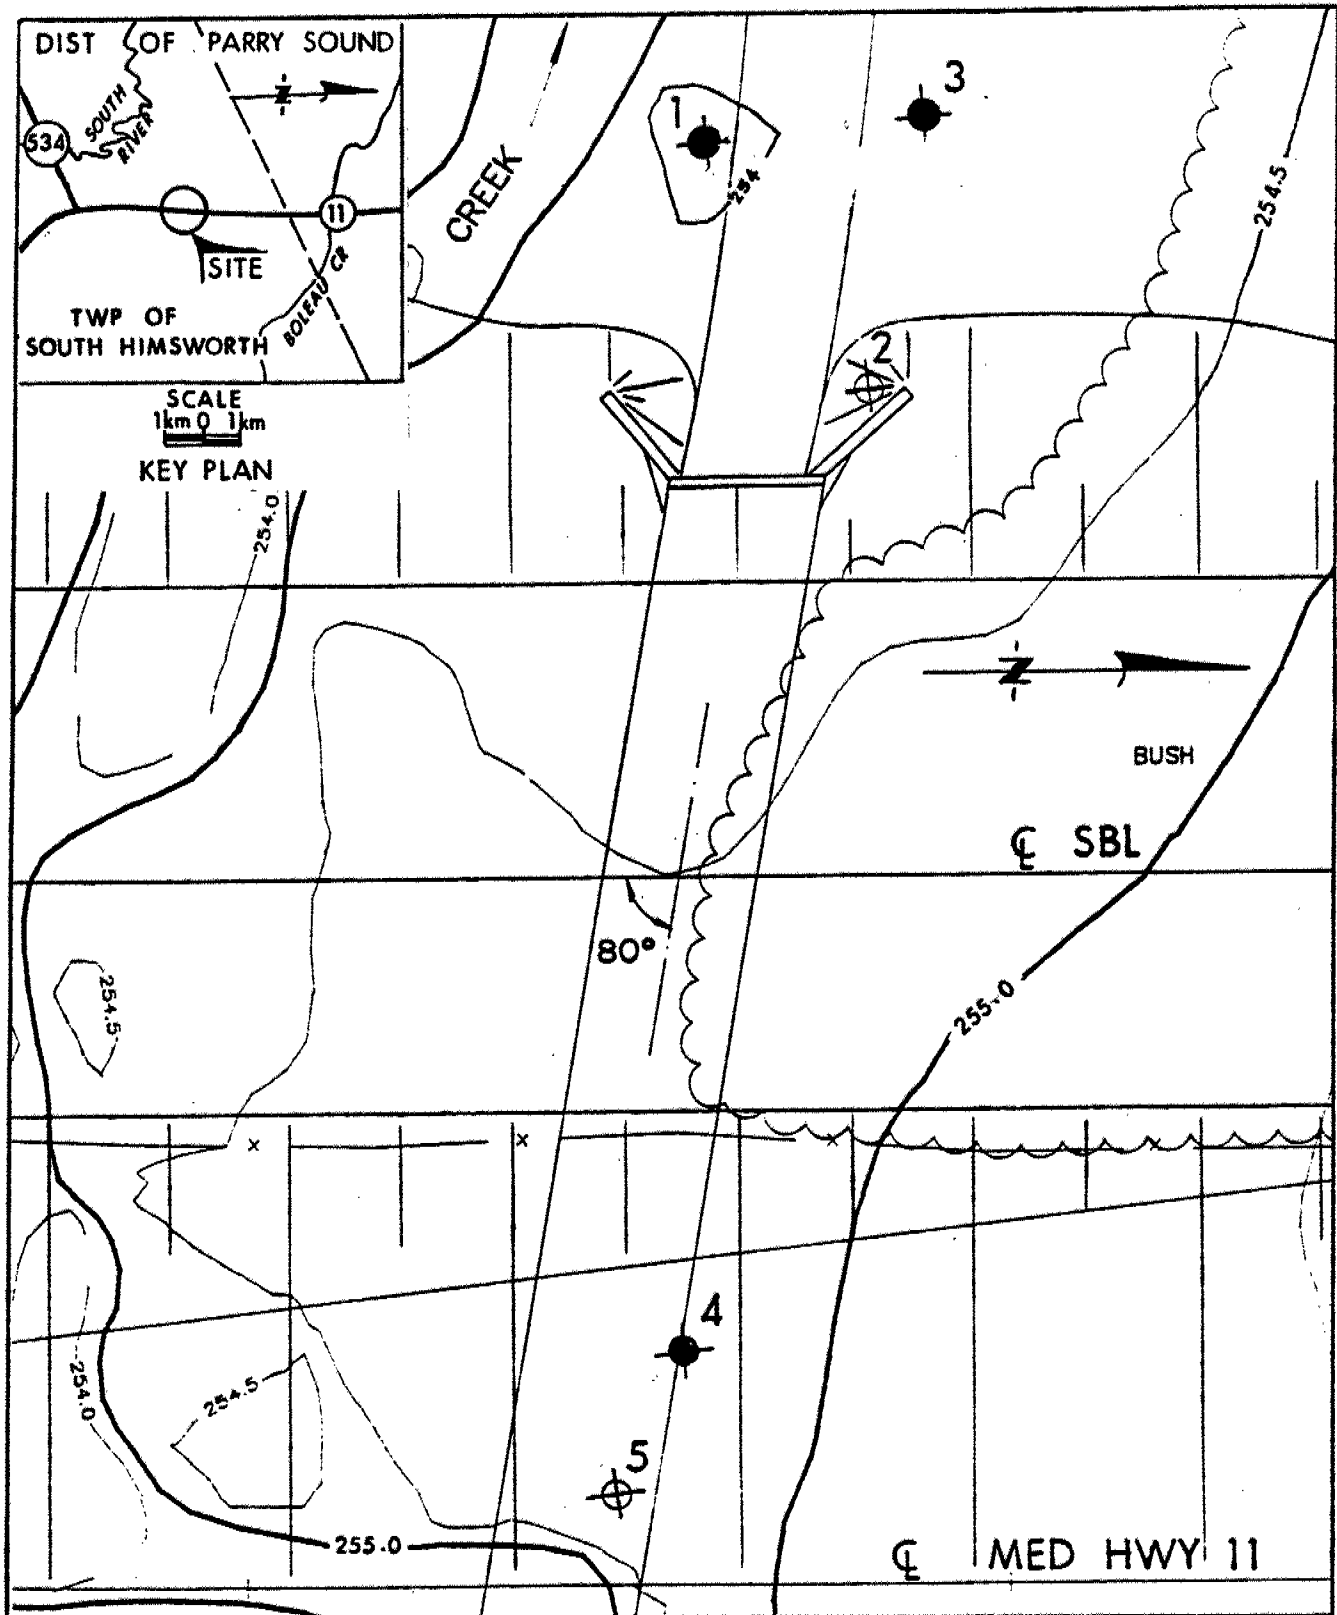 DIST OF PARRY SOUND
N
SOUTH
RIVER
534
11
SITE
BOLEAU CR
TWP OF
SOUTH HIMSWORTH
SCALE
1km 0 1km
KEY PLAN
CREEK
1
3
254
254.5
2
254.0
N
BUSH
℄ SBL
80°
254.5
255.0
x x x x
4
254.0
254.5
5
255.0
℄ MED HWY 11